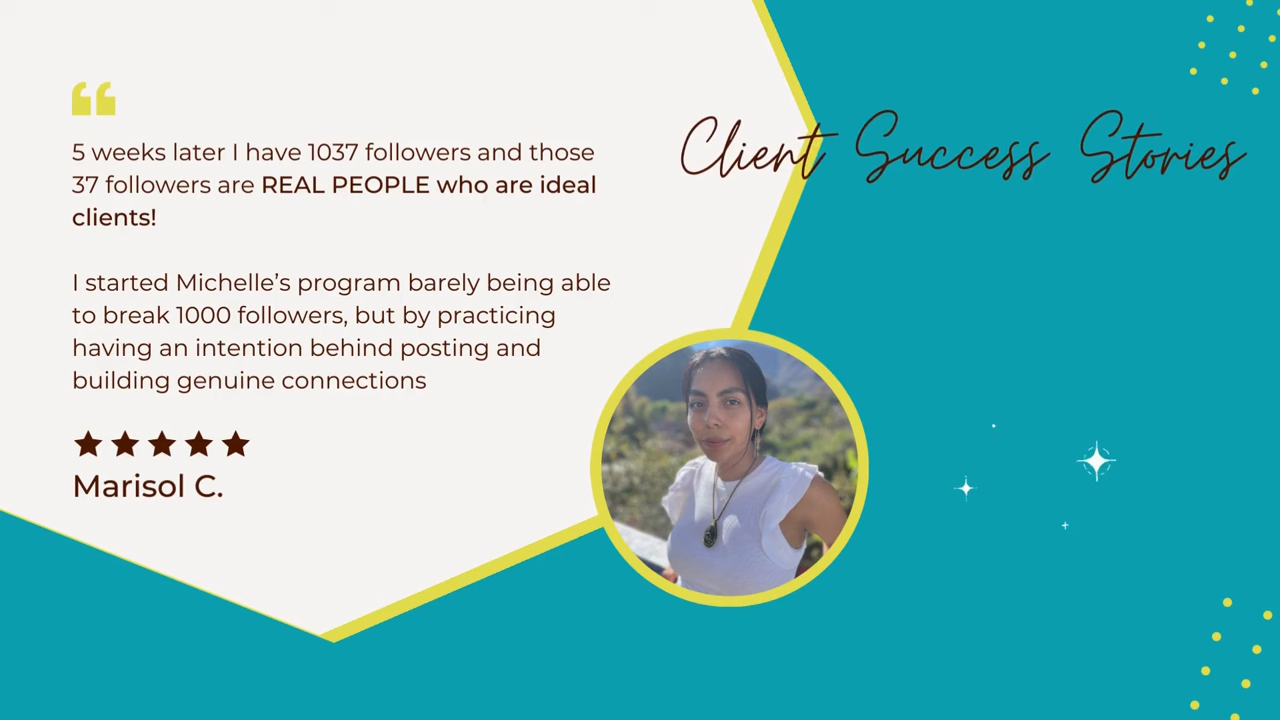 Client Success Stories
5 weeks later I have 1037 followers and those
37 followers are REAL PEOPLE who are ideal
clients!
I started Michelle’s program barely being able
to break 1000 followers, but by practicing
having an intention behind posting and
building genuine connections
Marisol C.